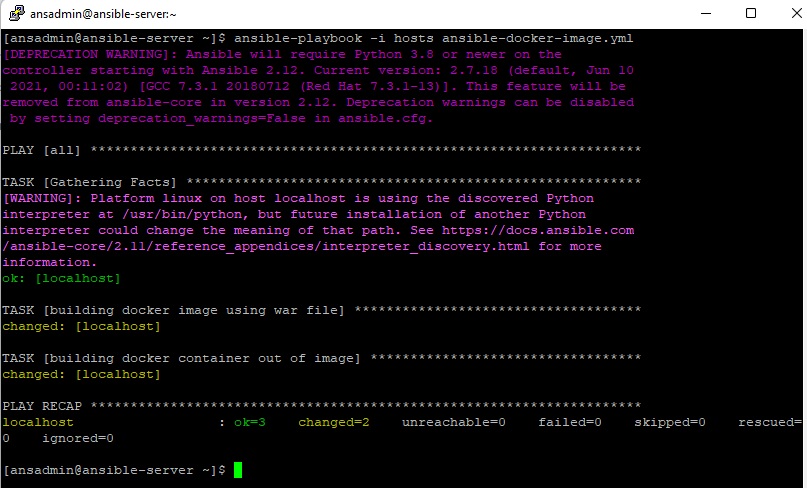 ansadmin@ansible-server:~
[ansadmin@ansible-server ~]$ ansible-playbook -i hosts ansible-docker-image.yml
[DEPRECATION WARNING]: Ansible will require Python 3.8 or newer on the
controller starting with Ansible 2.12. Current version: 2.7.18 (default, Jun 10
 2021, 00:11:02) [GCC 7.3.1 20180712 (Red Hat 7.3.1-13)]. This feature will be
removed from ansible-core in version 2.12. Deprecation warnings can be disabled
 by setting deprecation_warnings=False in ansible.cfg.
PLAY [all] *********************************************************************
TASK [Gathering Facts] *********************************************************
[WARNING]: Platform linux on host localhost is using the discovered Python
interpreter at /usr/bin/python, but future installation of another Python
interpreter could change the meaning of that path. See https://docs.ansible.com
/ansible-core/2.11/reference_appendices/interpreter_discovery.html for more
information.
ok: [localhost]
TASK [building docker image using war file] ************************************
changed: [localhost]
TASK [building docker container out of image] **********************************
changed: [localhost]
PLAY RECAP *********************************************************************
localhost                  : ok=3    changed=2    unreachable=0    failed=0    skipped=0    rescued=
0    ignored=0
[ansadmin@ansible-server ~]$